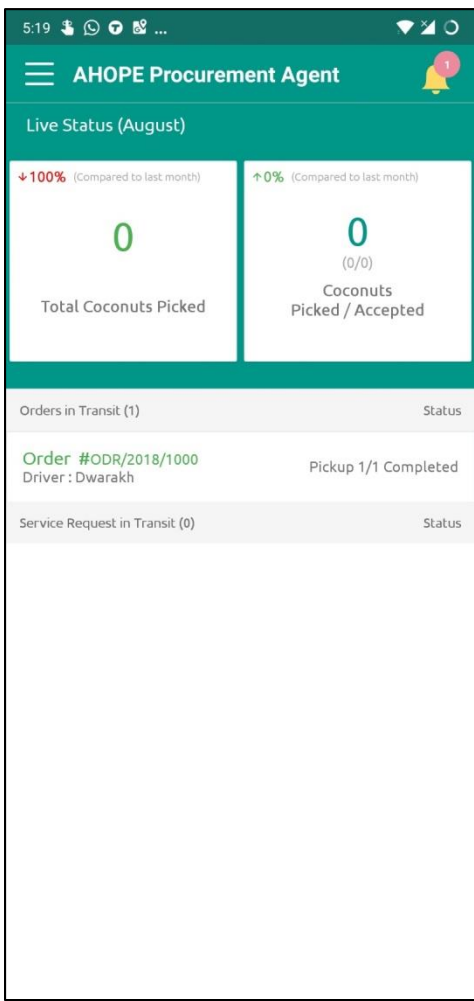 5:19 ...
AHOPE Procurement Agent 1
Live Status (August)
↓100% (Compared to last month)
0
Total Coconuts Picked
↑0% (Compared to last month)
0
(0/0)
Coconuts
Picked / Accepted
Orders in Transit (1) Status
Order #ODR/2018/1000
Driver : Dwarakh
Pickup 1/1 Completed
Service Request in Transit (0) Status